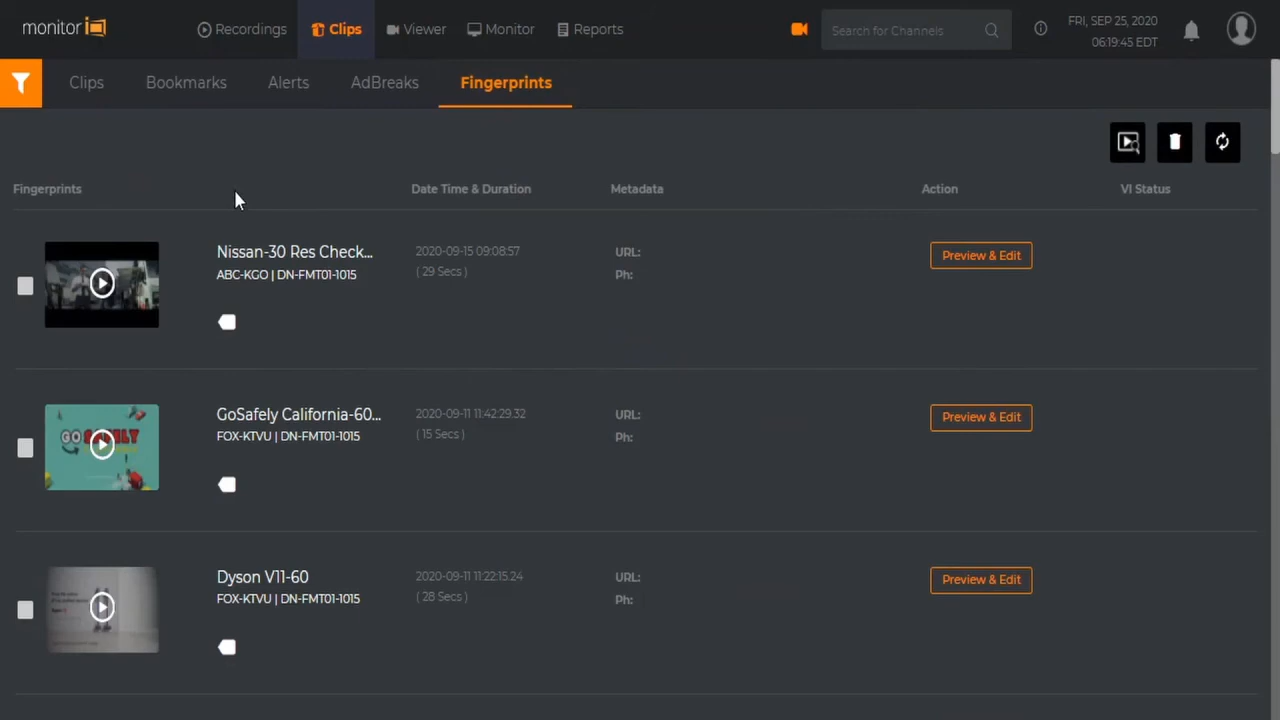 monitor
Recordings
Clips
Viewer
Monitor
Reports
Search for Channels
FRI, SEP 25, 2020
06:19:45 EDT
Clips
Bookmarks
Alerts
AdBreaks
Fingerprints
Fingerprints
Date Time & Duration
Metadata
Action
VI Status
Nissan-30 Res Check...
ABC-KGO | DN-FMT01-1015
2020-09-15 09:08:57
( 29 Secs )
URL:
Ph:
Preview & Edit
GO SAFELY
GoSafely California-60...
FOX-KTVU | DN-FMT01-1015
2020-09-11 11:42:29.32
( 15 Secs )
URL:
Ph:
Preview & Edit
Dyson V11-60
FOX-KTVU | DN-FMT01-1015
2020-09-11 11:22:15.24
( 28 Secs )
URL:
Ph:
Preview & Edit